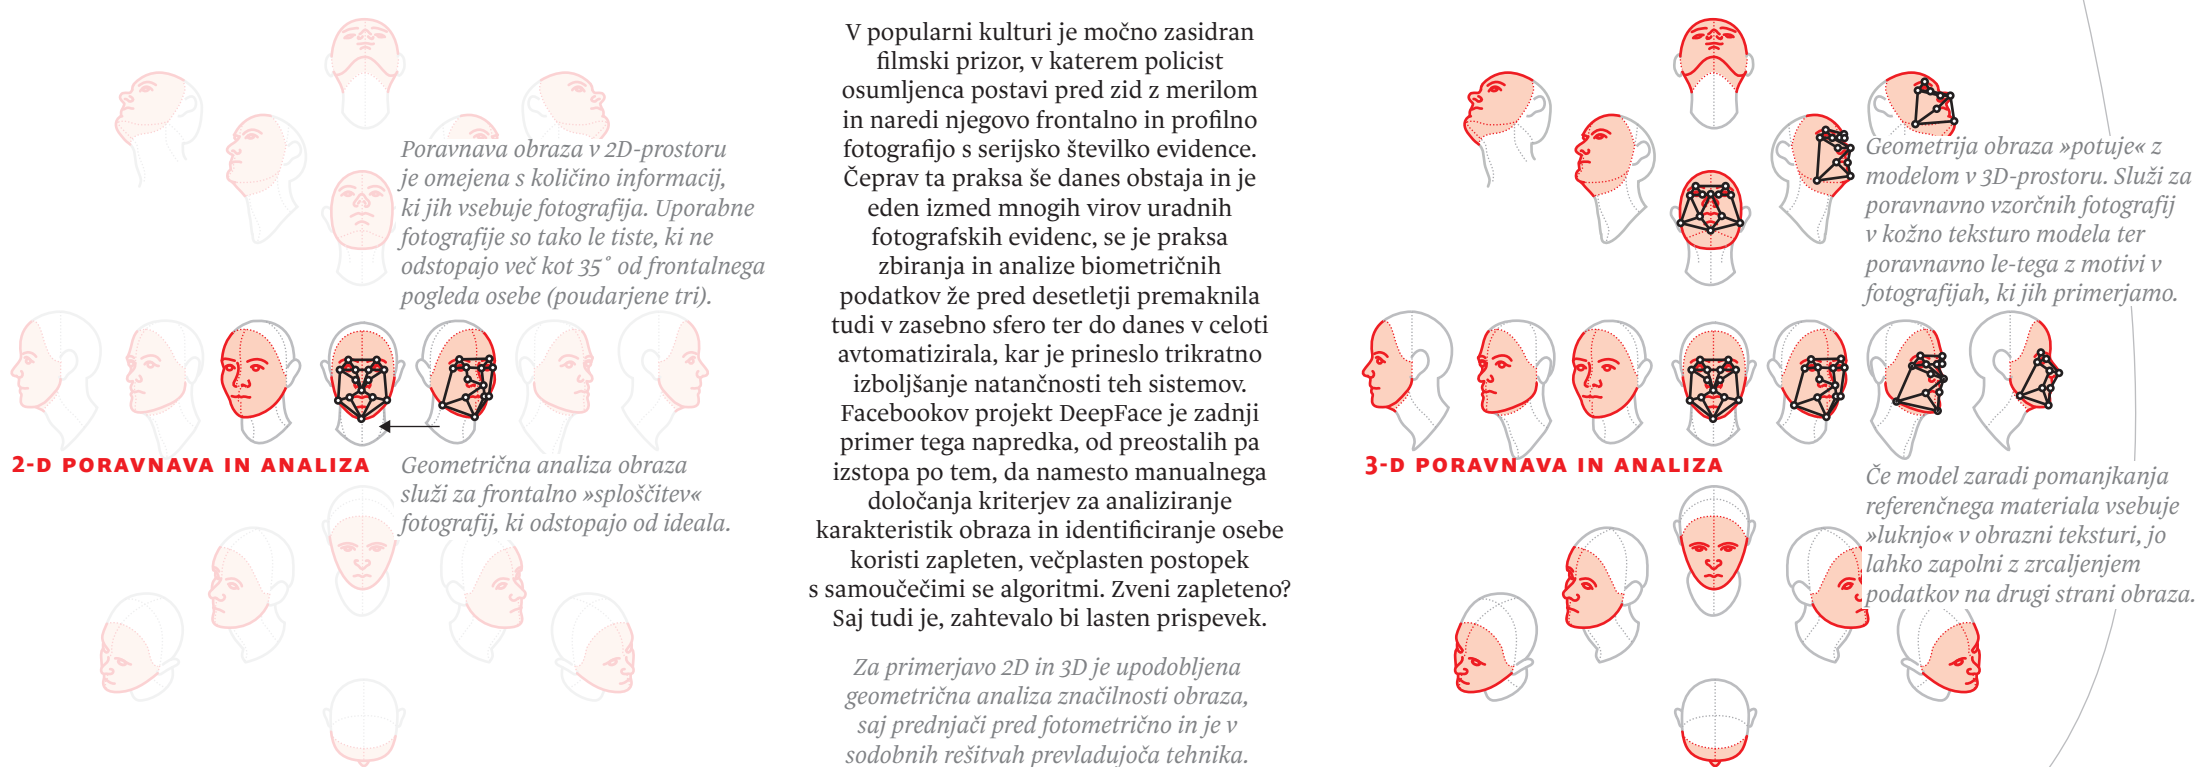 Poravnava obraza v 2D-prostoru
je omejena s količino informacij,
ki jih vsebuje fotografija. Uporabne
fotografije so tako le tiste, ki ne
odstopajo več kot 35° od frontalnega
pogleda osebe (poudarjene tri).
2-D PORAVNAVA IN ANALIZA
Geometrična analiza obraza
služi za frontalno »sploščitev«
fotografij, ki odstopajo od ideala.
V popularni kulturi je močno zasidran
filmski prizor, v katerem policist
osumljenca postavi pred zid z merilom
in naredi njegovo frontalno in profilno
fotografijo s serijsko številko evidence.
Čeprav ta praksa še danes obstaja in je
eden izmed mnogih virov uradnih
fotografskih evidenc, se je praksa
zbiranja in analize biometričnih
podatkov že pred desetletji premaknila
tudi v zasebno sfero ter do danes v celoti
avtomatizirala, kar je prineslo trikratno
izboljšanje natančnosti teh sistemov.
Facebookov projekt DeepFace je zadnji
primer tega napredka, od preostalih pa
izstopa po tem, da namesto manualnega
določanja kriterjev za analiziranje
karakteristik obraza in identificiranje osebe
koristi zapleten, večplasten postopek
s samoučečimi se algoritmi. Zveni zapleteno?
Saj tudi je, zahtevalo bi lasten prispevek.
Za primerjavo 2D in 3D je upodobljena
geometrična analiza značilnosti obraza,
saj prednjači pred fotometrično in je v
sodobnih rešitvah prevladujoča tehnika.
Geometrija obraza »potuje« z
modelom v 3D-prostoru. Služi za
poravnavno vzorčnih fotografij
v kožno teksturo modela ter
poravnavno le-tega z motivi v
fotografijah, ki jih primerjamo.
3-D PORAVNAVA IN ANALIZA
Če model zaradi pomanjkanja
referenčnega materiala vsebuje
»luknjo« v obrazni teksturi, jo
lahko zapolni z zrcaljenjem
podatkov na drugi strani obraza.